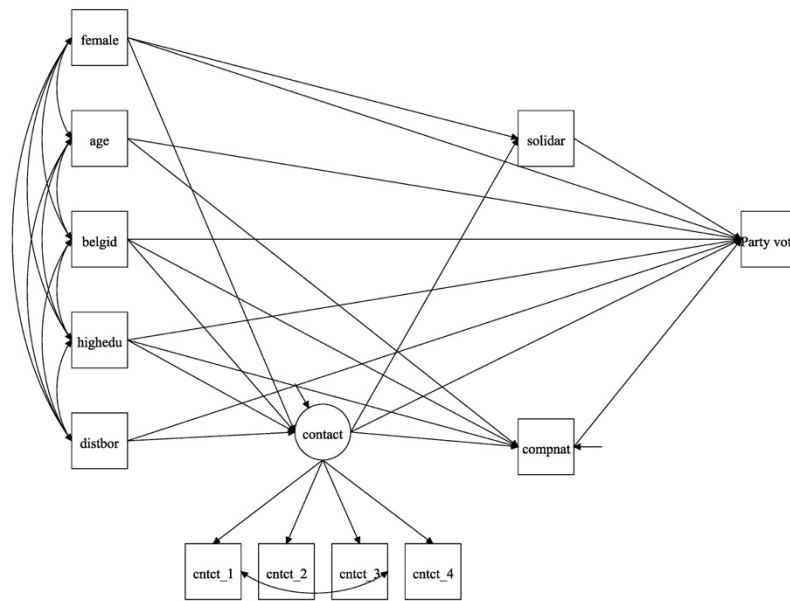 female
age
solidar
belgid
Party vot
highedu
distbor
contact
compnat
cntct_1
cntct_2
cntct_3
cntct_4